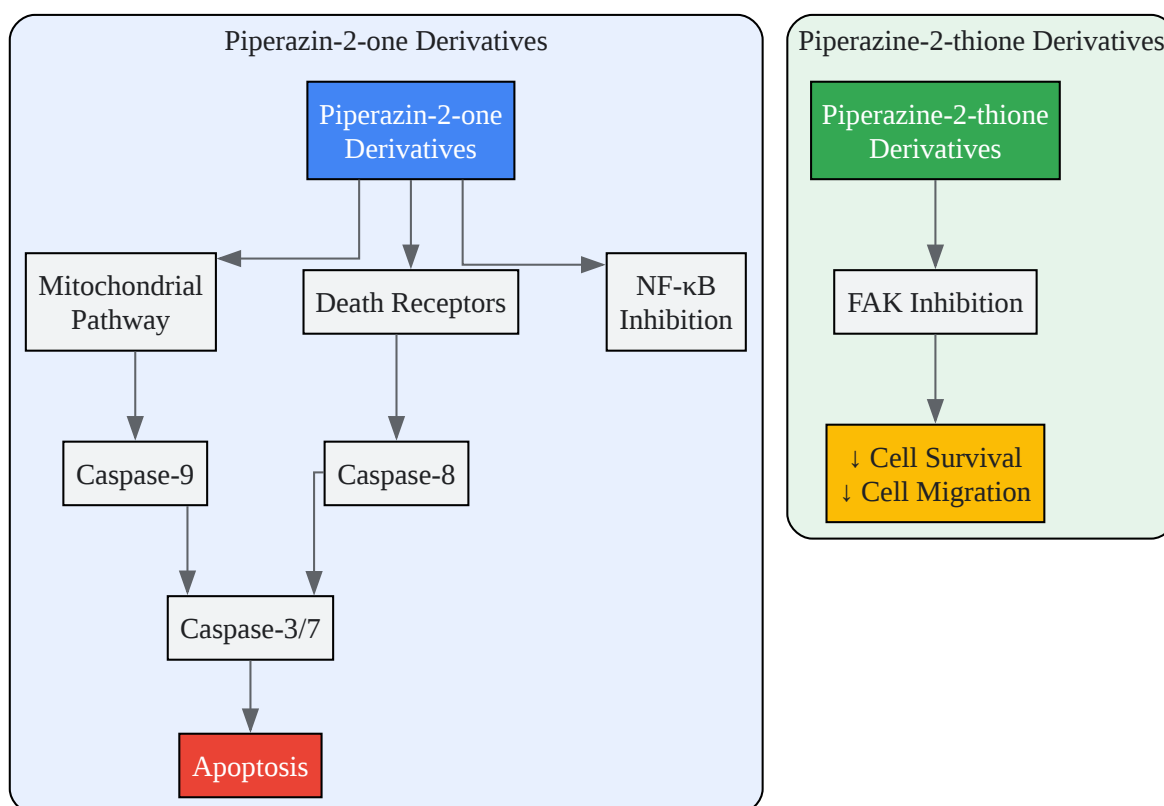 Piperazin-2-one Derivatives
Piperazin-2-one
Derivatives
Mitochondrial
Pathway
Death Receptors
NF-κB
Inhibition
Caspase-9
Caspase-8
Caspase-3/7
Apoptosis
Piperazine-2-thione Derivatives
Piperazine-2-thione
Derivatives
FAK Inhibition
↓ Cell Survival
↓ Cell Migration